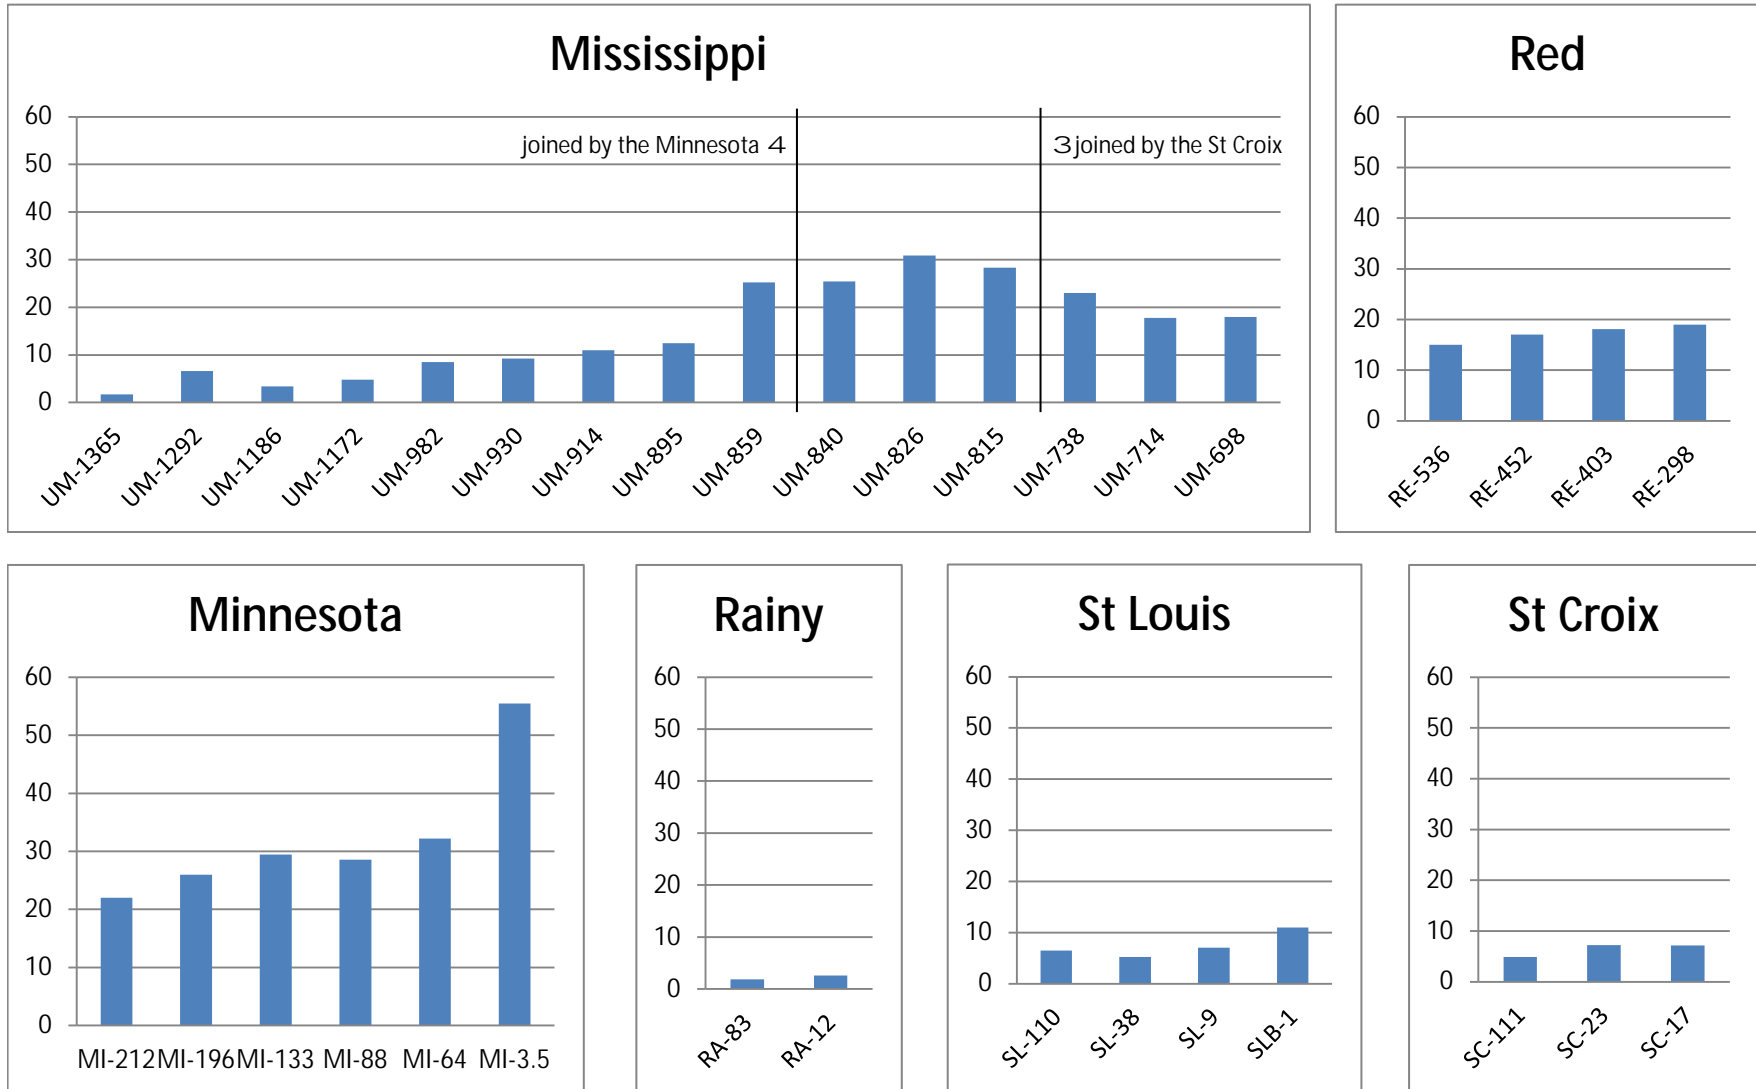 Mississippi
60
50
40
30
20
10
0
joined by the Minnesota 4
3 joined by the St Croix
UM-1365
UM-1292
UM-1186
UM-1172
UM-982
UM-930
UM-914
UM-895
UM-859
UM-840
UM-826
UM-815
UM-738
UM-714
UM-698
Red
60
50
40
30
20
10
0
RE-536
RE-452
RE-403
RE-298
Minnesota
60
50
40
30
20
10
0
MI-212
MI-196
MI-133
MI-88
MI-64
MI-3.5
Rainy
60
50
40
30
20
10
0
RA-83
RA-12
St Louis
60
50
40
30
20
10
0
SL-110
SL-38
SL-9
SLB-1
St Croix
60
50
40
30
20
10
0
SC-111
SC-23
SC-17